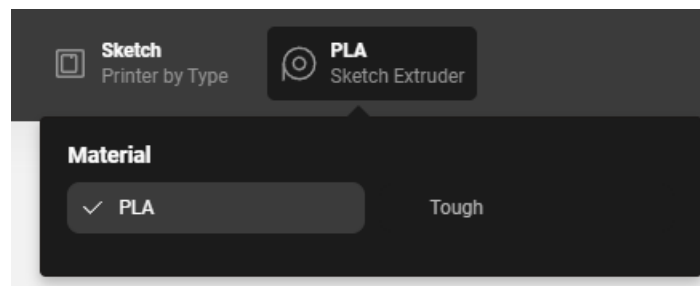 Sketch
Printer by Type
PLA
Sketch Extruder
Material
PLA
Tough